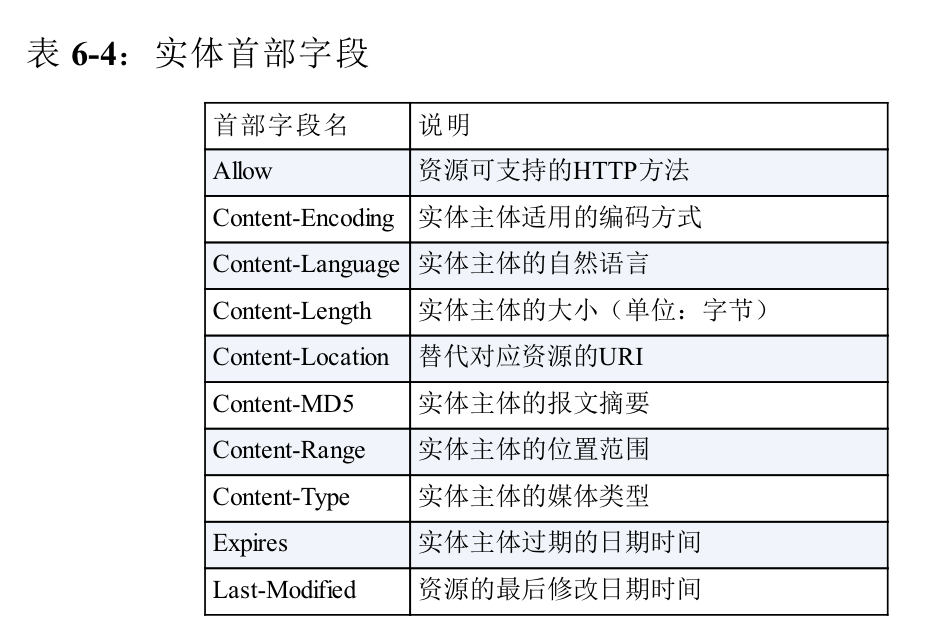 表 6-4： 实体首部字段
首部字段名 说明
Allow 资源可支持的HTTP方法
Content-Encoding 实体主体适用的编码方式
Content-Language 实体主体的自然语言
Content-Length 实体主体的大小（单位：字节）
Content-Location 替代对应资源的URI
Content-MD5 实体主体的报文摘要
Content-Range 实体主体的位置范围
Content-Type 实体主体的媒体类型
Expires 实体主体过期的日期时间
Last-Modified 资源的最后修改日期时间